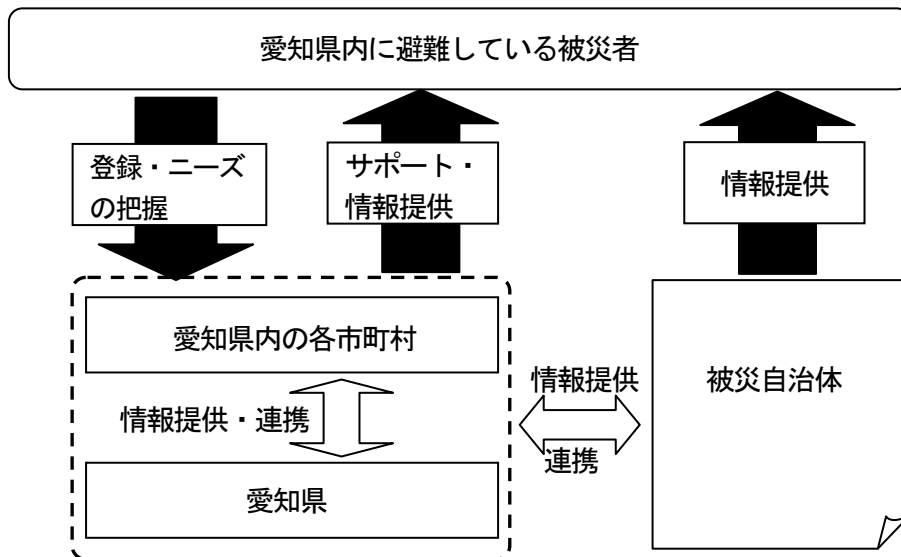 愛知県内に避難している被災者
登録・ニーズ
の把握
サポート・
情報提供
情報提供
愛知県内の各市町村
情報提供・連携
愛知県
情報提供
連携
被災自治体